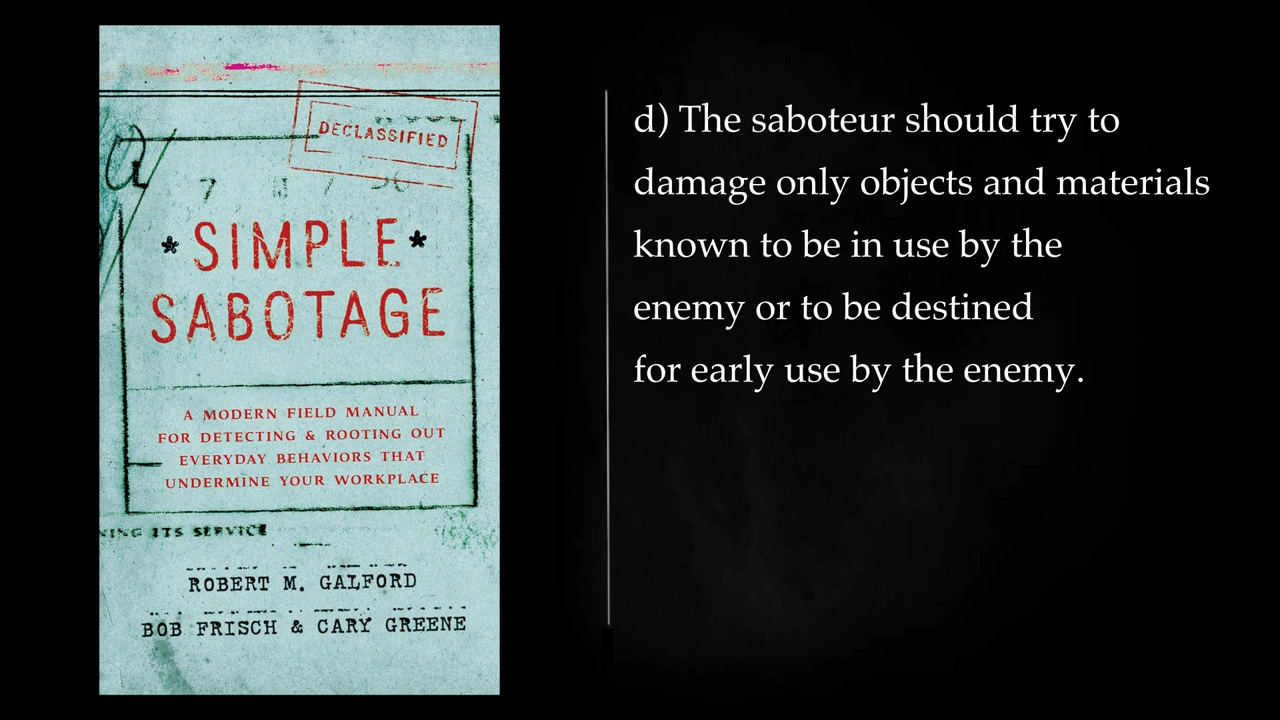 DECLASSIFIED
* SIMPLE *
SABOTAGE
A MODERN FIELD MANUAL
FOR DETECTING & ROOTING OUT
EVERYDAY BEHAVIORS THAT
UNDERMINE YOUR WORKPLACE
ITS SERVICE
ROBERT M. GALFORD
BOB FRISCH & CARY GREENE
d) The saboteur should try to
damage only objects and materials
known to be in use by the
enemy or to be destined
for early use by the enemy.